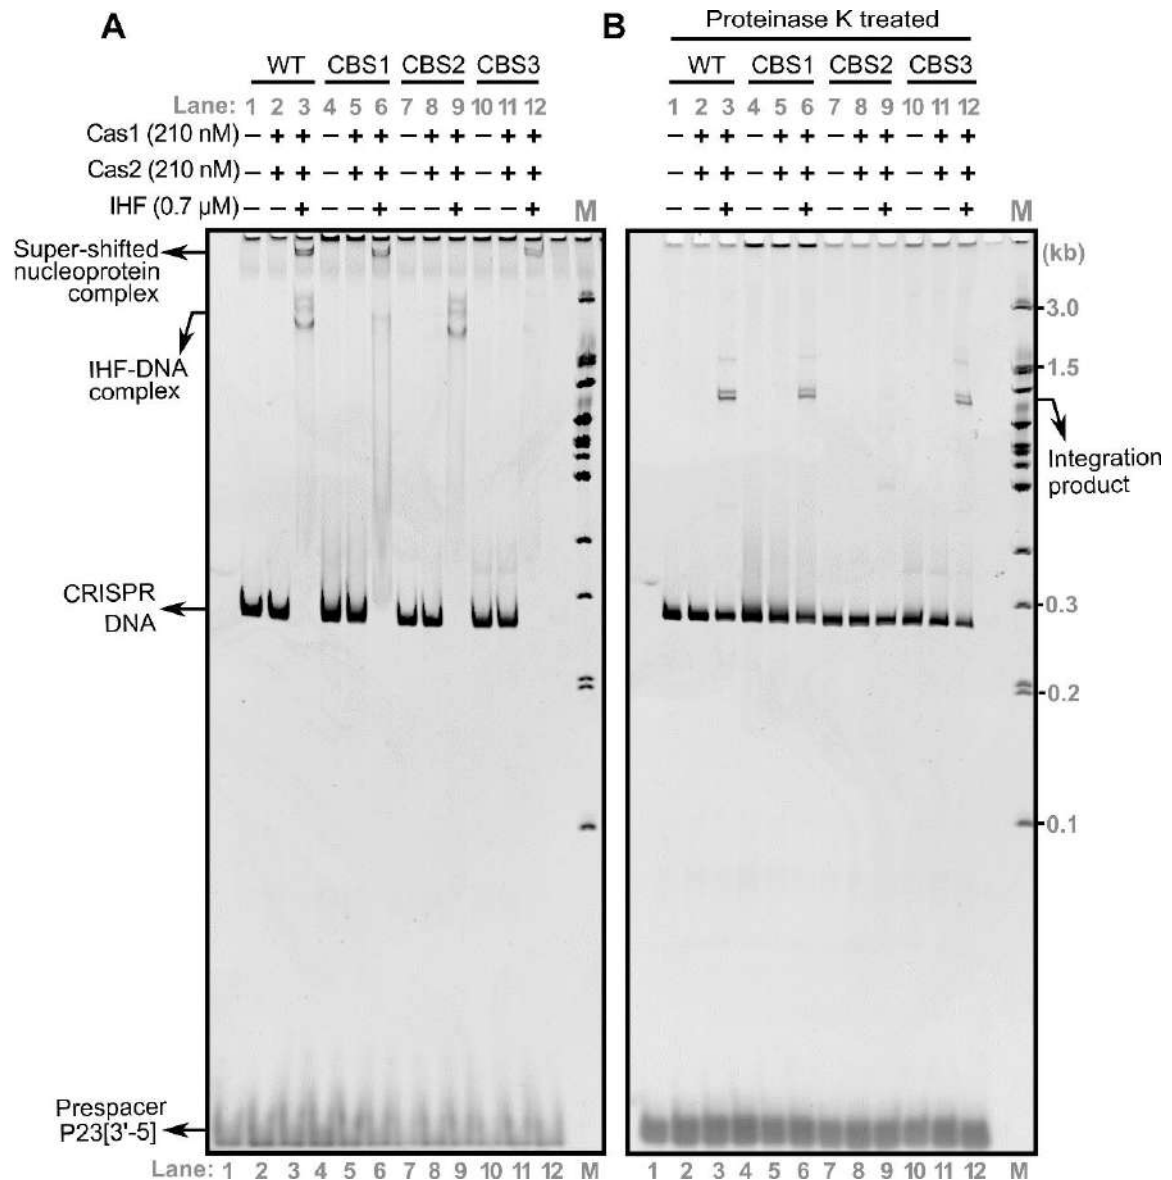 A
WT CBS1 CBS2 CBS3
Lane: 1 2 3 4 5 6 7 8 9 10 11 12
Cas1 (210 nM) – + + – + + – + + – + +
Cas2 (210 nM) – + + – + + – + + – + +
IHF (0.7 µM) + + + + M
Super-shifted
nucleoprotein
complex
IHF-DNA
complex
CRISPR
DNA
Prespacer
P23[3'-5]
Lane: 1 2 3 4 5 6 7 8 9 10 11 12 M
B
Proteinase K treated
WT CBS1 CBS2 CBS3
1 2 3 4 5 6 7 8 9 10 11 12
– + + – + + – + + – + +
– + + – + + – + + – + +
+ + + + M
(kb)
3.0
1.5
Integration
product
0.3
0.2
0.1
1 2 3 4 5 6 7 8 9 10 11 12 M